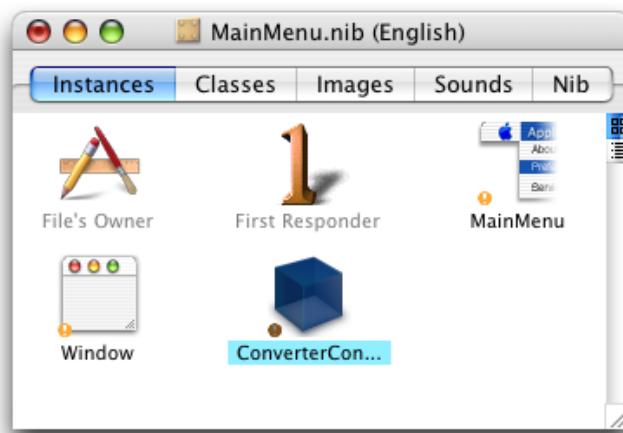 MainMenu.nib (English)
Instances Classes Images Sounds Nib
File's Owner First Responder MainMenu
Window ConverterCon...